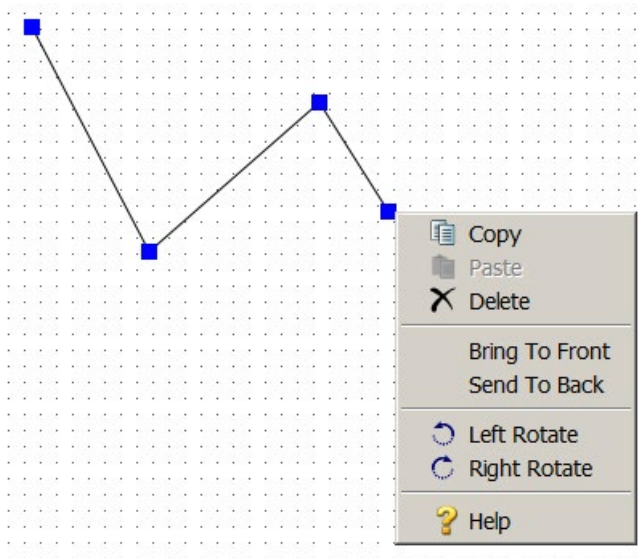 Copy
Paste
Delete
Bring To Front
Send To Back
Left Rotate
Right Rotate
Help